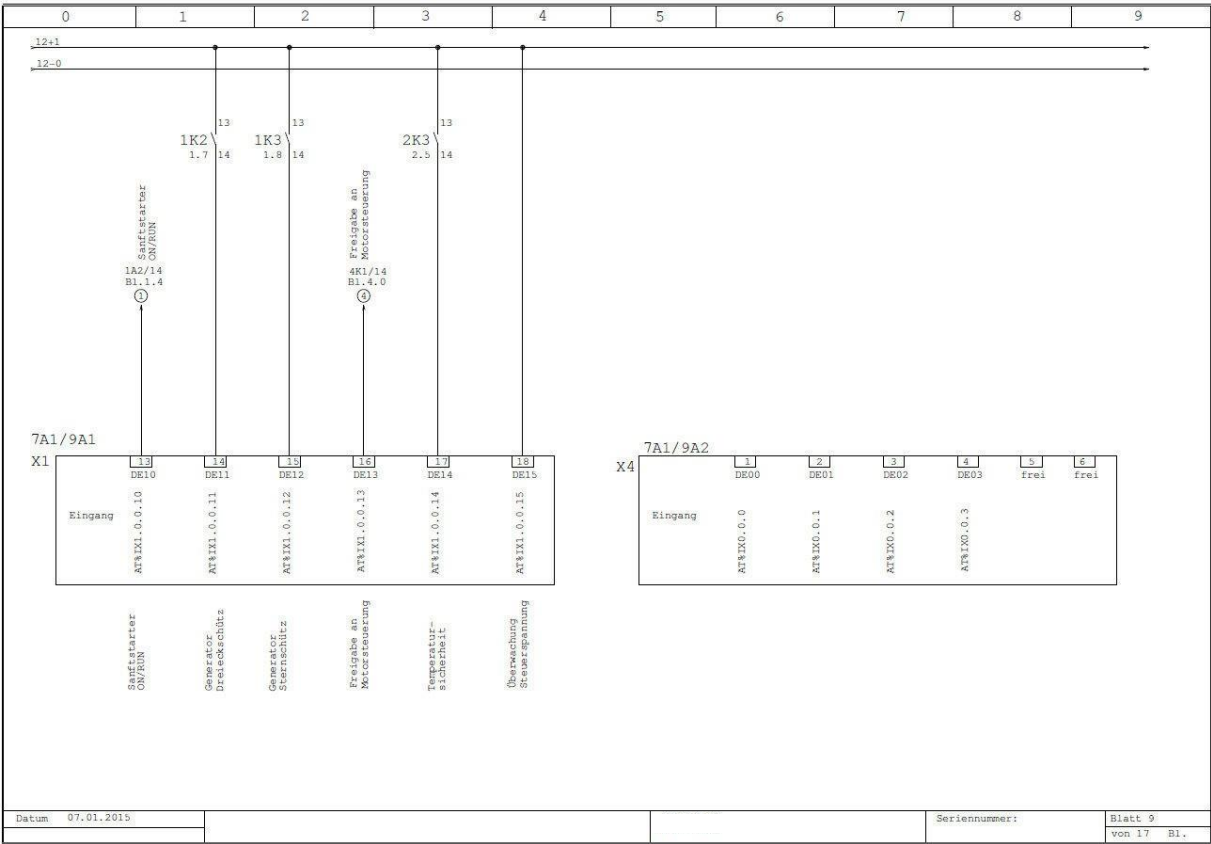 0 1 2 3 4 5 6 7 8 9
12+1
12-0
13 13 13
1K2 1K3 2K3
1.7 14 1.8 14 2.5 14
Sanftstarter
ON/RUN
1A2/14
Bl.1.4
1
Freigabe an
Motorsteuerung
4K1/14
Bl.4.0
4
7A1/9A1
X1
13 14 15 16 17 18
DE10 DE11 DE12 DE13 DE14 DE15
Eingang
AT%IX1.0.0.10
AT%IX1.0.0.11
AT%IX1.0.0.12
AT%IX1.0.0.13
AT%IX1.0.0.14
AT%IX1.0.0.15
Sanftstarter
ON/RUN
Generator
Dreieckschütz
Generator
Sternschütz
Freigabe an
Motorsteuerung
Temperatur-
sicherheit
Überwachung
Steuerspannung
7A1/9A2
X4
1 2 3 4 5 6
DE00 DE01 DE02 DE03 frei frei
Eingang
AT%IX0.0.0
AT%IX0.0.1
AT%IX0.0.2
AT%IX0.0.3
Datum 07.01.2015
Seriennummer:
Blatt 9
von 17 Bl.